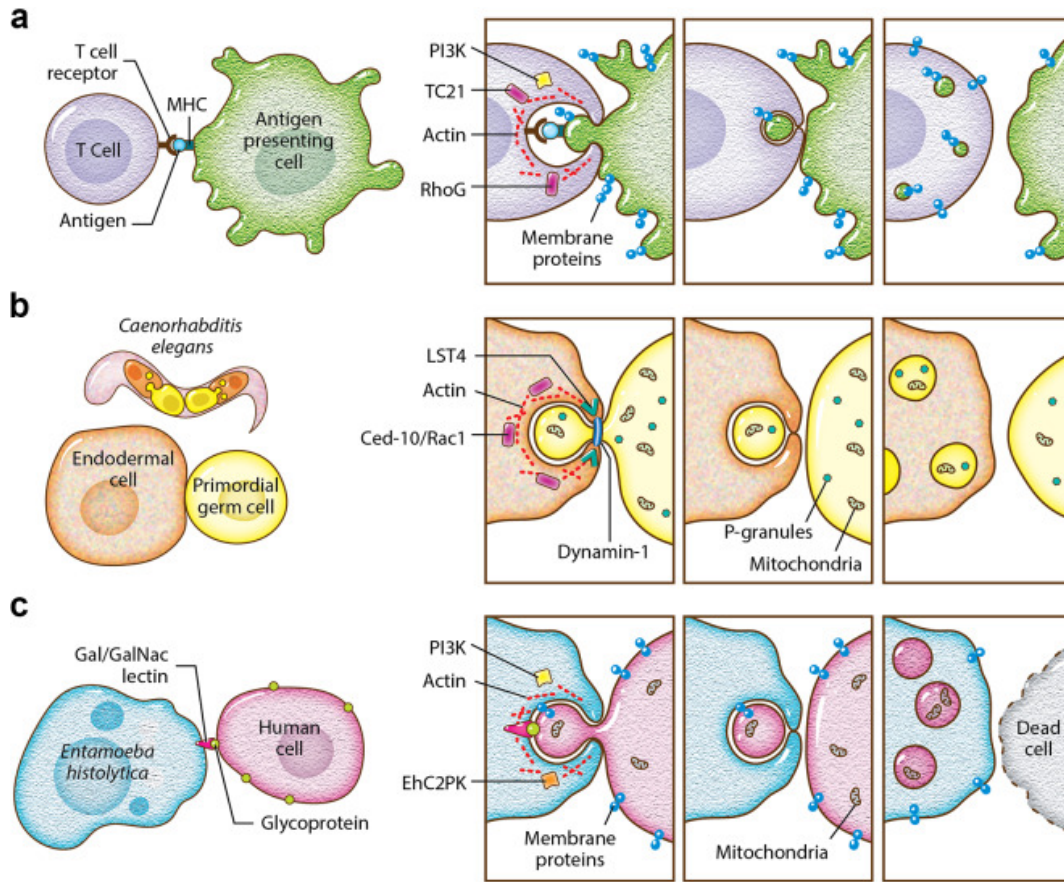 a
T cell
receptor
MHC
T Cell
Antigen
presenting
cell
Antigen
PI3K
TC21
Actin
RhoG
Membrane
proteins
b
Caenorhabditis
elegans
Endodermal
cell
Primordial
germ cell
LST4
Actin
Ced-10/Rac1
Dynamin-1
P-granules
Mitochondria
c
Gal/GalNac
lectin
Entamoeba
histolytica
Human
cell
Glycoprotein
PI3K
Actin
EhC2PK
Membrane
proteins
Mitochondria
Dead
cell